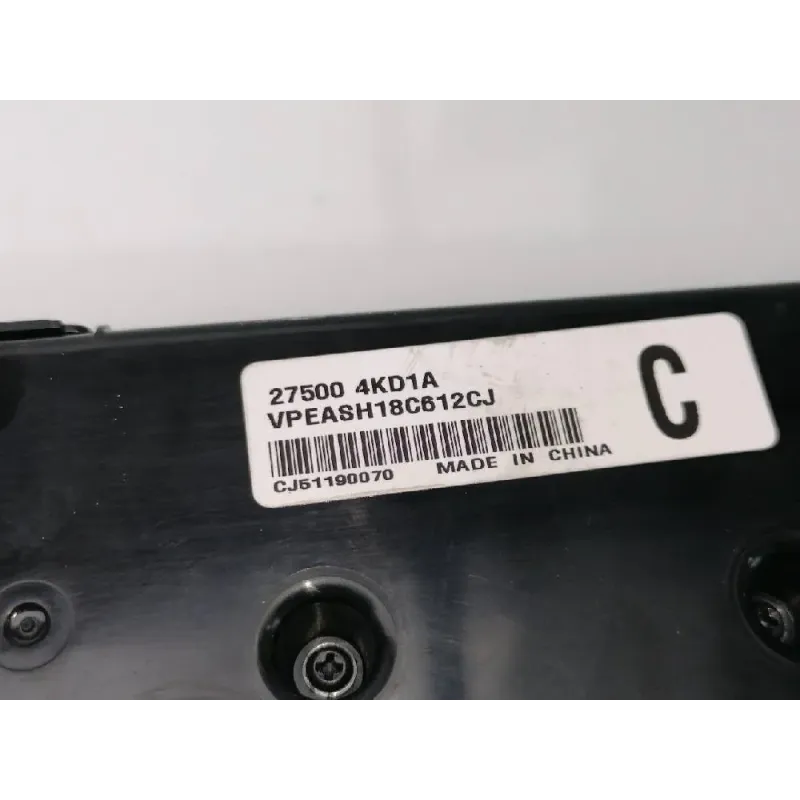 27500 4KD1A
VPEASH18C612CJ
C
CJ51190070 MADE IN CHINA